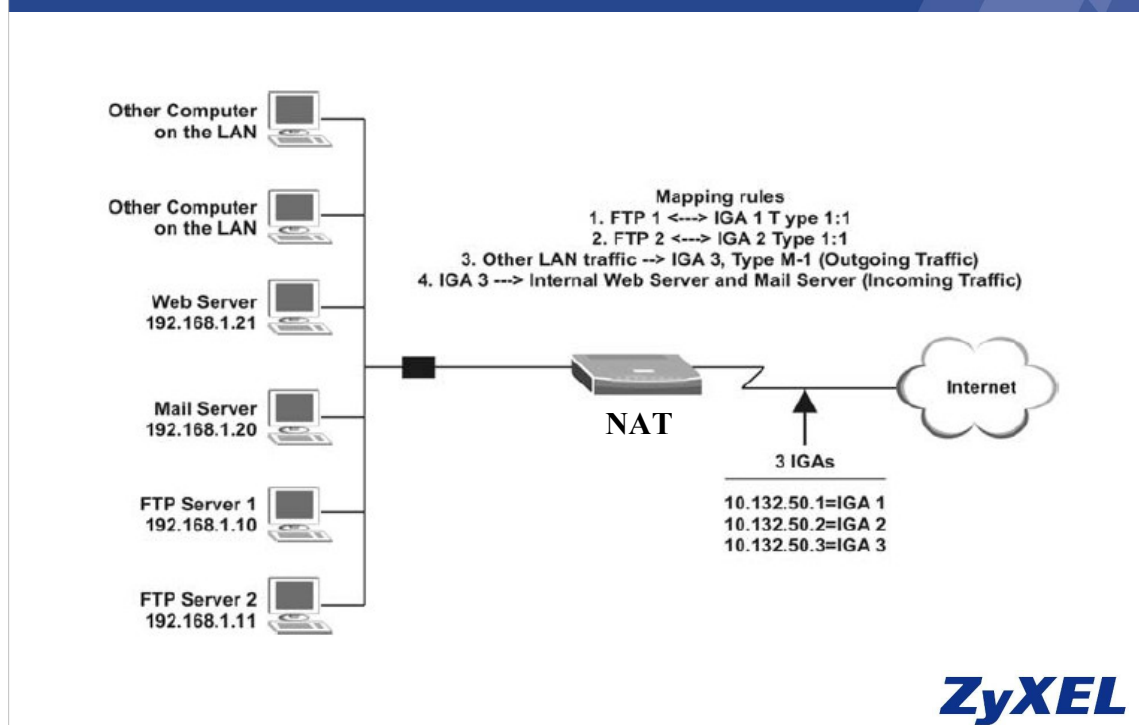 Other Computer
on the LAN
Other Computer
on the LAN
Web Server
192.168.1.21
Mail Server
192.168.1.20
FTP Server 1
192.168.1.10
FTP Server 2
192.168.1.11
Mapping rules
1. FTP 1 <---> IGA 1 T ype 1:1
2. FTP 2 <---> IGA 2 Type 1:1
3. Other LAN traffic --> IGA 3, Type M-1 (Outgoing Traffic)
4. IGA 3 ---> Internal Web Server and Mail Server (Incoming Traffic)
NAT
Internet
3 IGAs
10.132.50.1=IGA 1
10.132.50.2=IGA 2
10.132.50.3=IGA 3
ZyXEL